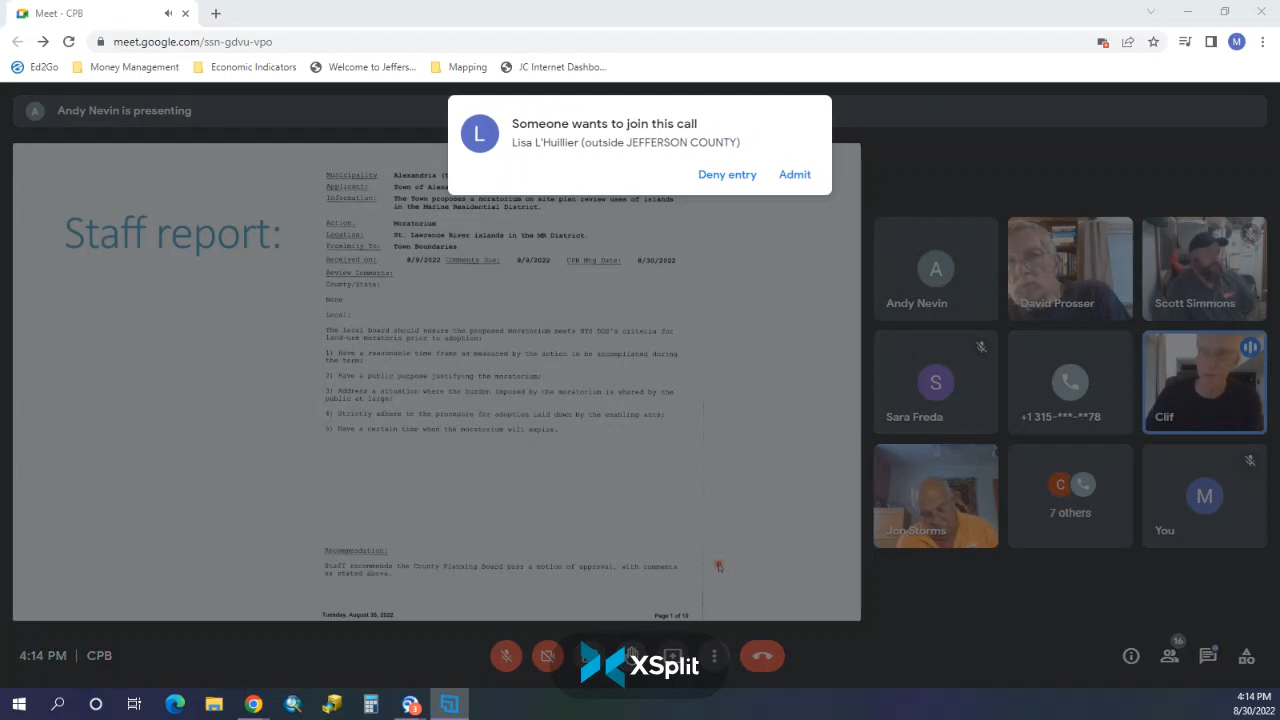 Meet - CPB
meet.google.com/ssn-gdvu-vpo
M
Ed2Go
Money Management
Economic Indicators
Welcome to Jeffers...
Mapping
JC Internet Dashbo...
A
Andy Nevin is presenting
L
Someone wants to join this call
Lisa L'Huillier (outside JEFFERSON COUNTY)
Deny entry
Admit
Staff report:
Municipality Alexandria (t
Applicant: Town of Alexa
Information: The Town proposes a moratorium on site plan review uses of islands
in the Marine Residential District.
Action: Moratorium
Location: St. Lawrence River islands in the MR District.
Proximity To: Town Boundaries
Received on: 8/9/2022 Comments Due: 9/9/2022 CPB Mtg Date: 8/30/2022
Review Comments:
County/State:
None
Local:
The local board should ensure the proposed moratorium meets NYS DOS's criteria for
land-use moratoria prior to adoption:
1) Have a reasonable time frame as measured by the action to be accomplished during
the term;
2) Have a public purpose justifying the moratorium;
3) Address a situation where the burden imposed by the moratorium is shared by the
public at large;
4) Strictly adhere to the procedure for adoption laid down by the enabling acts;
5) Have a certain time when the moratorium will expire.
Recommendation:
Staff recommends the County Planning Board pass a motion of approval, with comments
as stated above.
Tuesday, August 30, 2022
Page 1 of 10
A
Andy Nevin
David Prosser
Scott Simmons
S
Sara Freda
+1 315-***-**78
Clif
Jon Storms
C
7 others
M
You
4:14 PM | CPB
XSplit
16
3
4:14 PM
8/30/2022